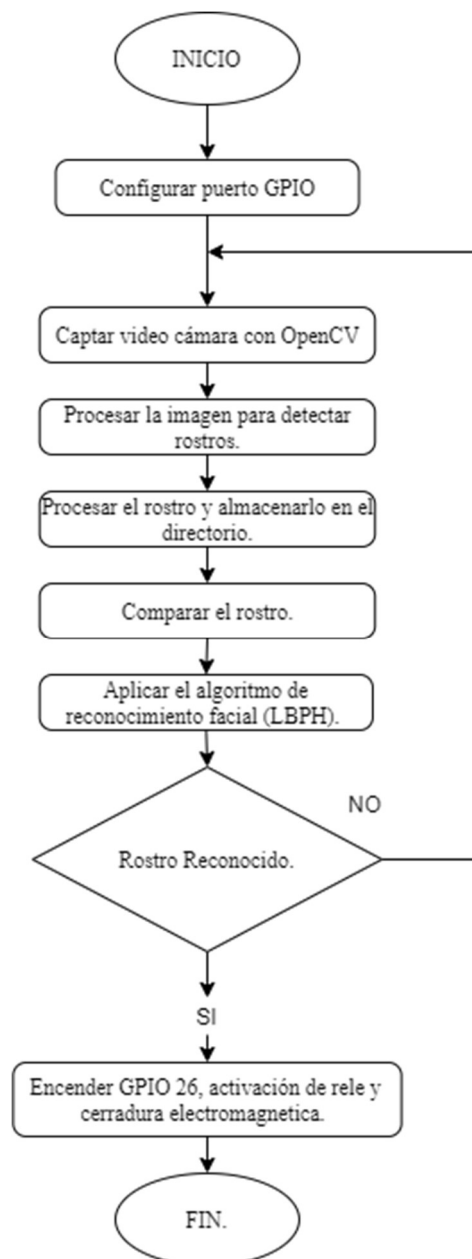 INICIO
Configurar puerto GPIO
Captar video cámara con OpenCV
Procesar la imagen para detectar
rostros.
Procesar el rostro y almacenarlo en el
directorio.
Comparar el rostro.
Aplicar el algoritmo de
reconocimiento facial (LBPH).
NO
Rostro Reconocido.
SI
Encender GPIO 26, activación de rele y
cerradura electromagnetica.
FIN.